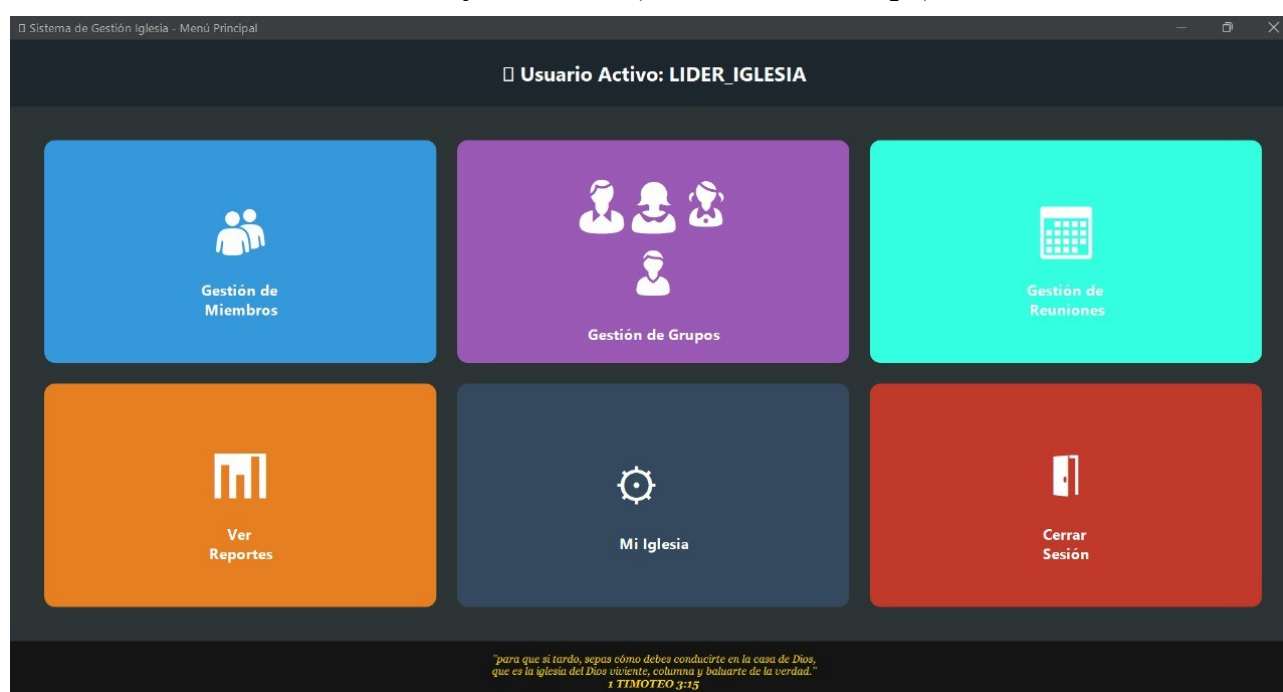 ▯ Sistema de Gestión Iglesia - Menú Principal
▯ Usuario Activo: LIDER_IGLESIA
Gestión de
Miembros
Gestión de Grupos
Gestión de
Reuniones
Ver
Reportes
Mi Iglesia
Cerrar
Sesión
"para que si tardo, sepas cómo debes conducirte en la casa de Dios,
que es la iglesia del Dios viviente, columna y baluarte de la verdad."
1 TIMOTEO 3:15